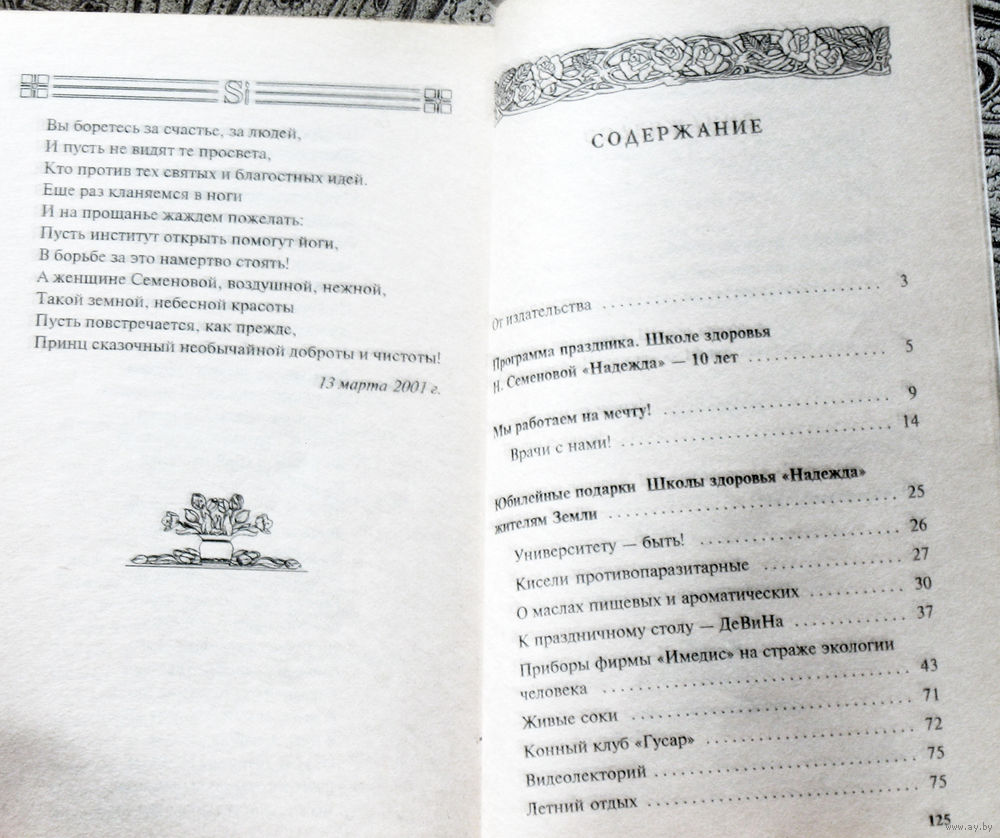 Si
Вы боретесь за счастье, за людей,
И пусть не видят те просвета,
Кто против тех святых и благостных идей.
Еще раз кланяемся в ноги
И на прощанье жаждем пожелать:
Пусть институт открыть помогут йоги,
В борьбе за это намертво стоять!
А женщине Семеновой, воздушной, нежной,
Такой земной, небесной красоты
Пусть повстречается, как прежде,
Принц сказочный необычайной доброты и чистоты!
13 марта 2001 г.
СОДЕРЖАНИЕ
От издательства .......... 3
Программа праздника. Школе здоровья
Н. Семеновой «Надежда» — 10 лет .......... 5
Мы работаем на мечту! .......... 9
Врачи с нами! .......... 14
Юбилейные подарки Школы здоровья «Надежда»
жителям Земли .......... 25
Университету — быть! .......... 26
Кисели противопаразитарные .......... 27
О маслах пищевых и ароматических .......... 30
К праздничному столу — ДеВиНа .......... 37
Приборы фирмы «Имедис» на страже экологии
человека .......... 43
Живые соки .......... 71
Конный клуб «Гусар» .......... 72
Видеолекторий .......... 75
Летний отдых .......... 75
125
www.ay.by